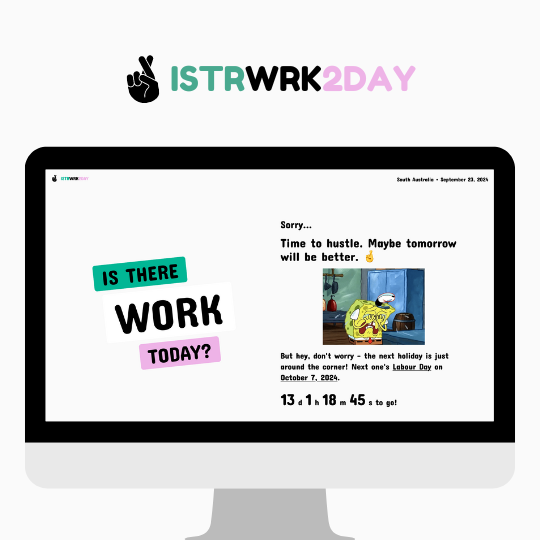 ISTRWRK2DAY
ISTRWRK2DAY
South Australia • September 23, 2024
IS THERE
WORK
TODAY?
Sorry...
Time to hustle. Maybe tomorrow
will be better. 🤞
But hey, don't worry - the next holiday is just
around the corner! Next one's Labour Day on
October 7, 2024.
13 d 1 h 18 m 45 s to go!